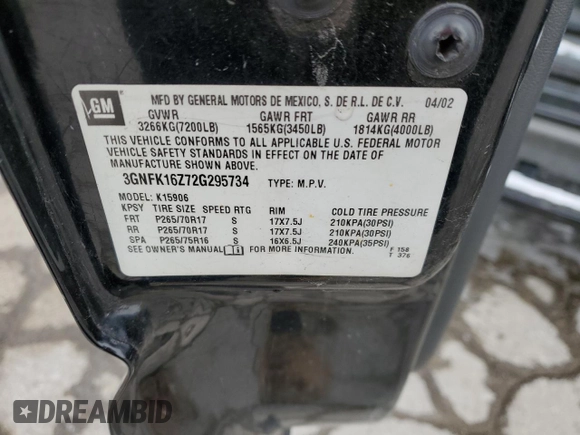 GM
MFD BY GENERAL MOTORS DE MEXICO, S. DE R.L. DE C.V. 04/02
GVWR GAWR FRT GAWR RR
3266KG(7200LB) 1565KG(3450LB) 1814KG(4000LB)
THIS VEHICLE CONFORMS TO ALL APPLICABLE U.S. FEDERAL MOTOR
VEHICLE SAFETY STANDARDS IN EFFECT ON THE DATE OF
MANUFACTURE SHOWN ABOVE.
3GNFK16Z72G295734 TYPE: M.P.V.
MODEL: K15906
KPSY TIRE SIZE SPEED RTG RIM COLD TIRE PRESSURE
FRT P265/70R17 S 17X7.5J 210KPA(30PSI)
RR P265/70R17 S 17X7.5J 210KPA(30PSI)
SPA P265/75R16 S 16X6.5J 240KPA(35PSI)
SEE OWNER'S MANUAL FOR MORE INFORMATION. F 158
T 376
DREAMBID